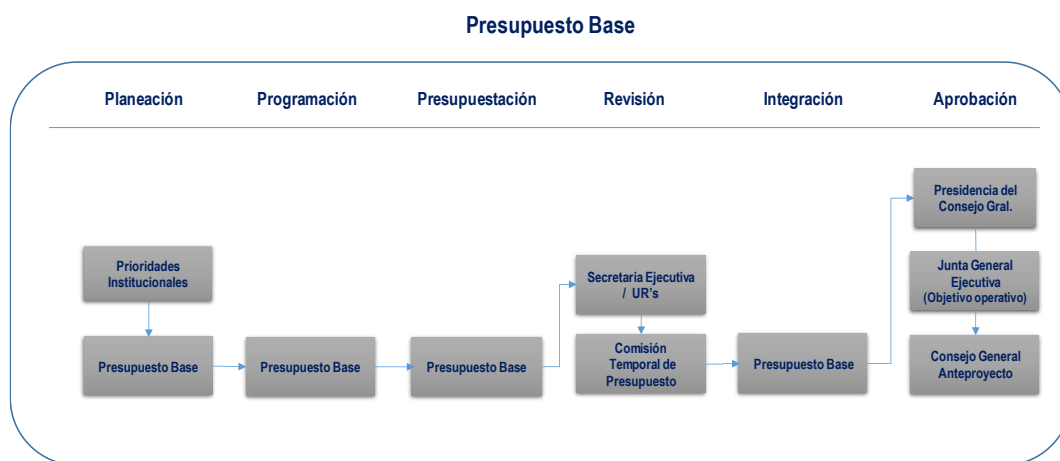 Presupuesto Base
Planeación
Programación
Presupuestación
Revisión
Integración
Aprobación
Prioridades
Institucionales
Presupuesto Base
Presupuesto Base
Presupuesto Base
Secretaria Ejecutiva
/ UR's
Comisión
Temporal de
Presupuesto
Presupuesto Base
Presidencia del
Consejo Gral.
Junta General
Ejecutiva
(Objetivo operativo)
Consejo General
Anteproyecto